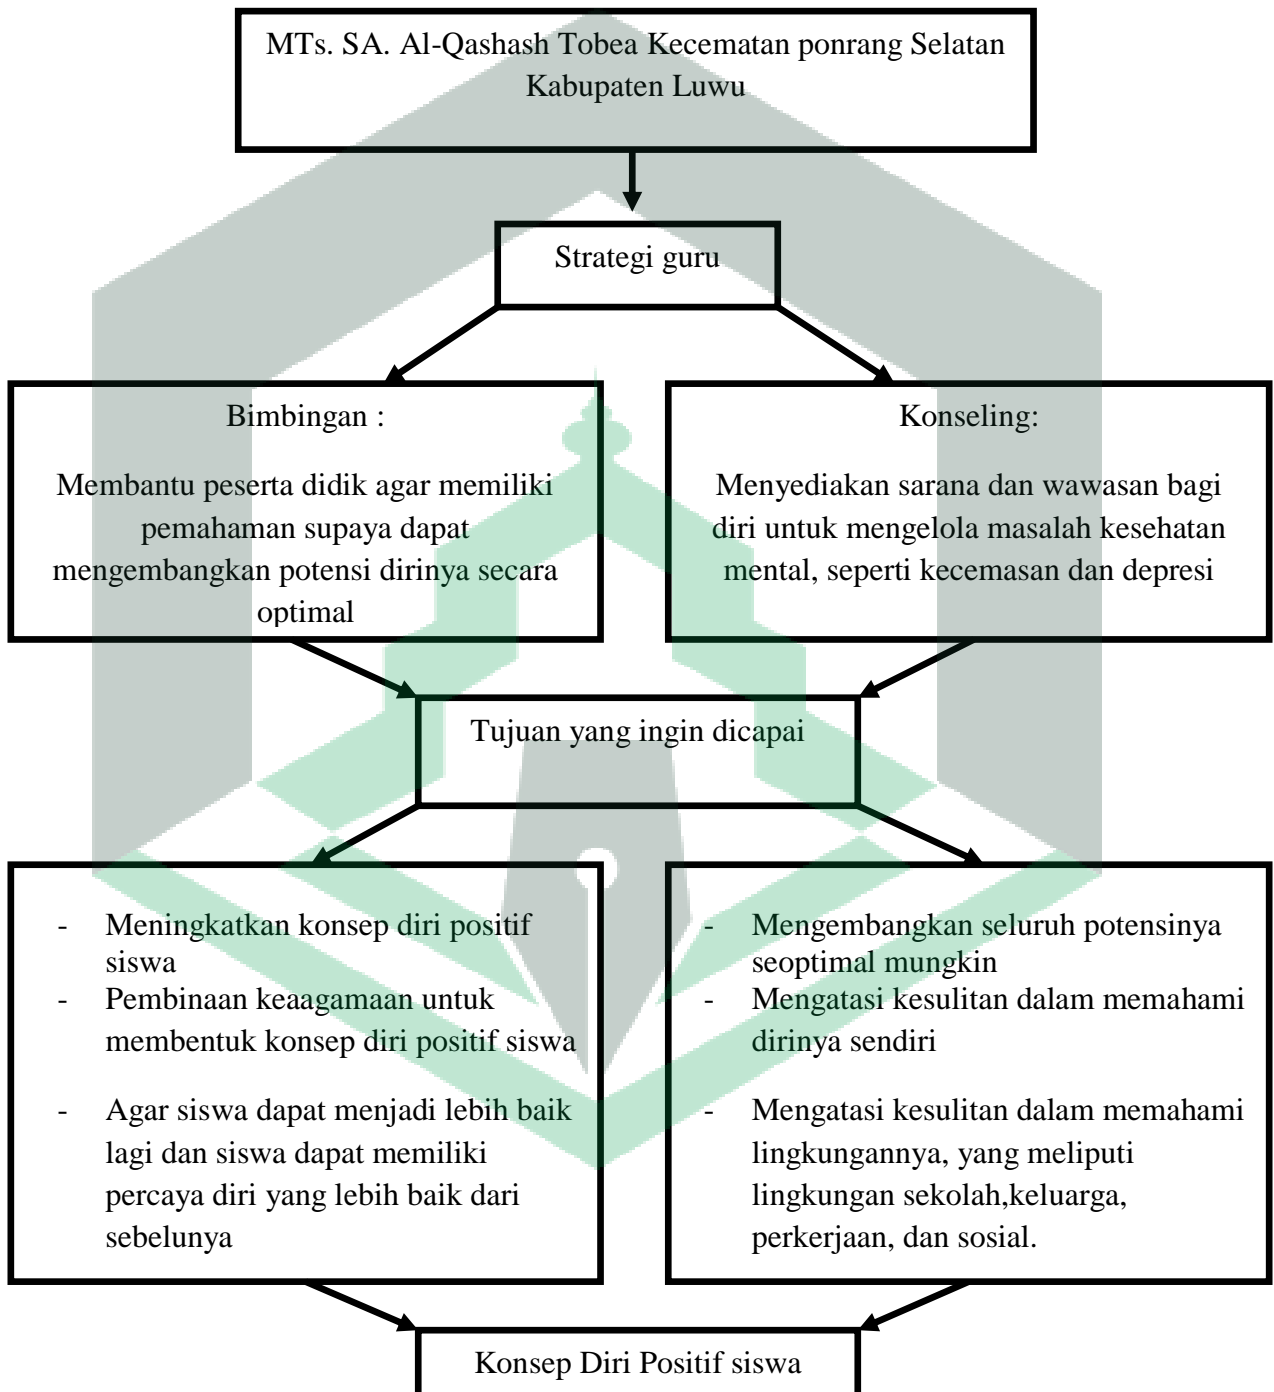 MTs. SA. Al-Qashash Tobea Kecematan ponrang Selatan
Kabupaten Luwu
Strategi guru
Bimbingan :
Membantu peserta didik agar memiliki
pemahaman supaya dapat
mengembangkan potensi dirinya secara
optimal
Konseling:
Menyediakan sarana dan wawasan bagi
diri untuk mengelola masalah kesehatan
mental, seperti kecemasan dan depresi
Tujuan yang ingin dicapai
- Meningkatkan konsep diri positif
siswa
- Pembinaan keaagamaan untuk
membentuk konsep diri positif siswa
- Agar siswa dapat menjadi lebih baik
lagi dan siswa dapat memiliki
percaya diri yang lebih baik dari
sebelunya
- Mengembangkan seluruh potensinya
seoptimal mungkin
- Mengatasi kesulitan dalam memahami
dirinya sendiri
- Mengatasi kesulitan dalam memahami
lingkungannya, yang meliputi
lingkungan sekolah,keluarga,
perkerjaan, dan sosial.
Konsep Diri Positif siswa